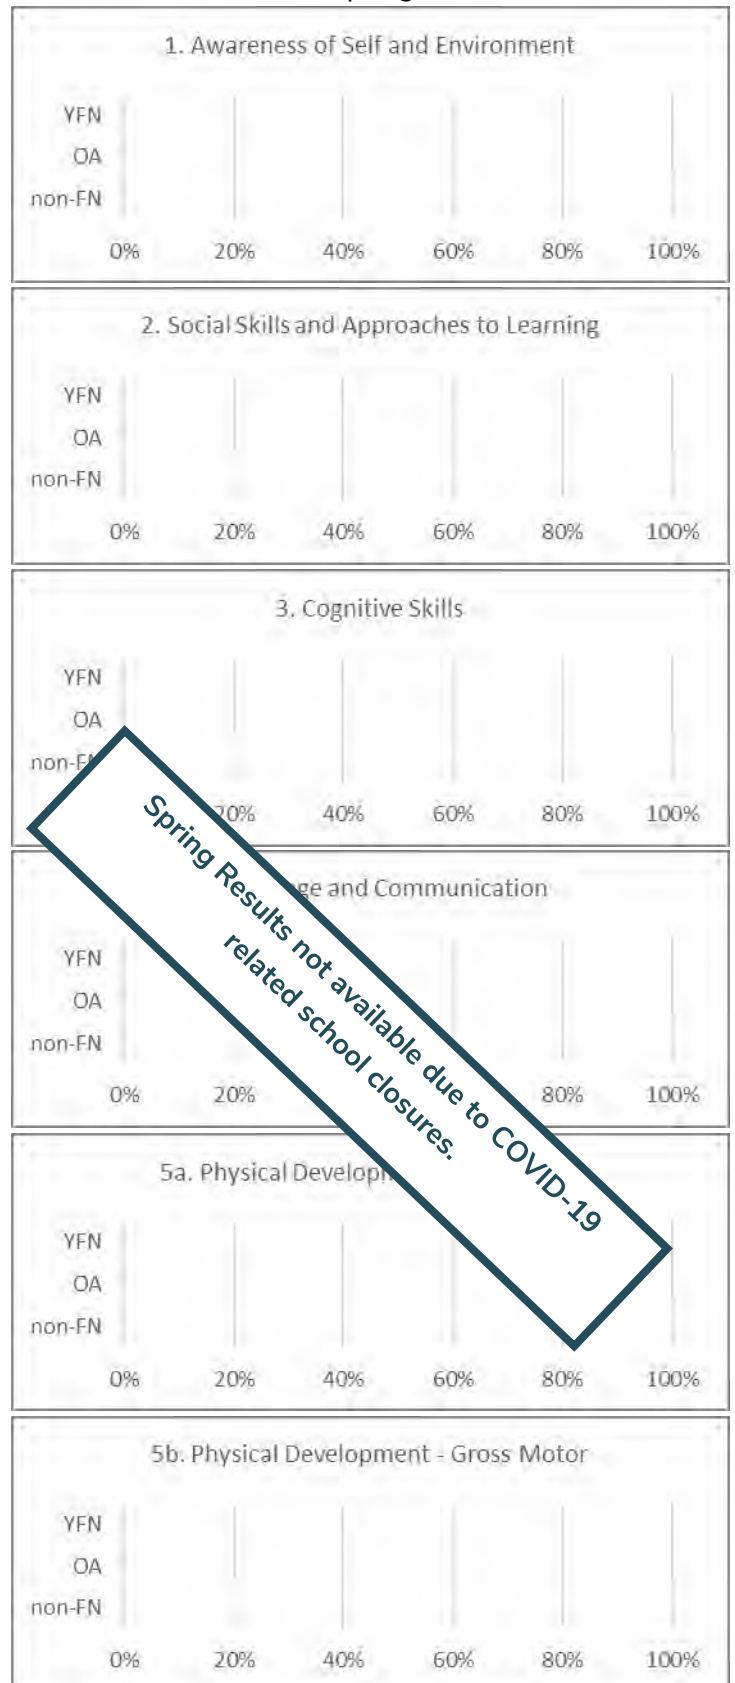 1. Awareness of Self and Environment
YFN
OA
non-FN
0% 20% 40% 60% 80% 100%
2. Social Skills and Approaches to Learning
YFN
OA
non-FN
0% 20% 40% 60% 80% 100%
3. Cognitive Skills
YFN
OA
20% 40% 60% 80% 100%
Spring Results not available due to COVID-19
related school closures.
and Communication
YFN
OA
non-FN
0% 20% 80% 100%
5a. Physical
YFN
OA
non-FN
0% 20% 40% 60% 80% 100%
5b. Physical Development - Gross Motor
YFN
OA
non-FN
0% 20% 40% 60% 80% 100%